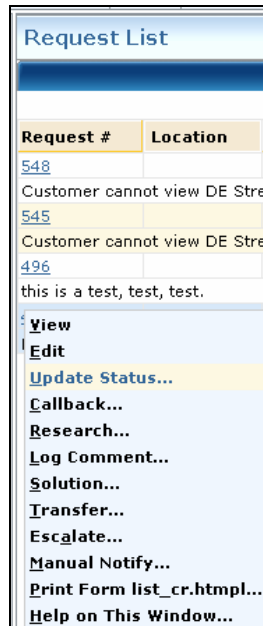 Request List
Request # Location
548
Customer cannot view DE Stre
545
Customer cannot view DE Stre
496
this is a test, test, test.
View
Edit
Update Status...
Callback...
Research...
Log Comment...
Solution...
Transfer...
Escalate...
Manual Notify...
Print Form list_cr.htmpl...
Help on This Window...